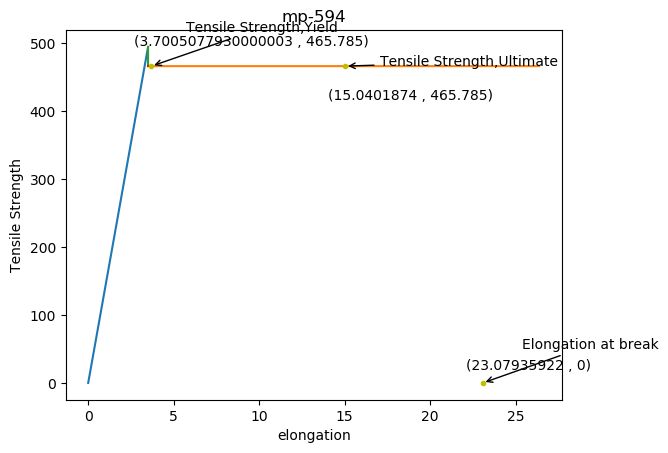 mp-594
Tensile Strength,Yield
(3.7005077930000003 , 465.785)
Tensile Strength,Ultimate
(15.0401874 , 465.785)
Elongation at break
(23.07935922 , 0)
Tensile Strength
500
400
300
200
100
0
0 5 10 15 20 25
elongation